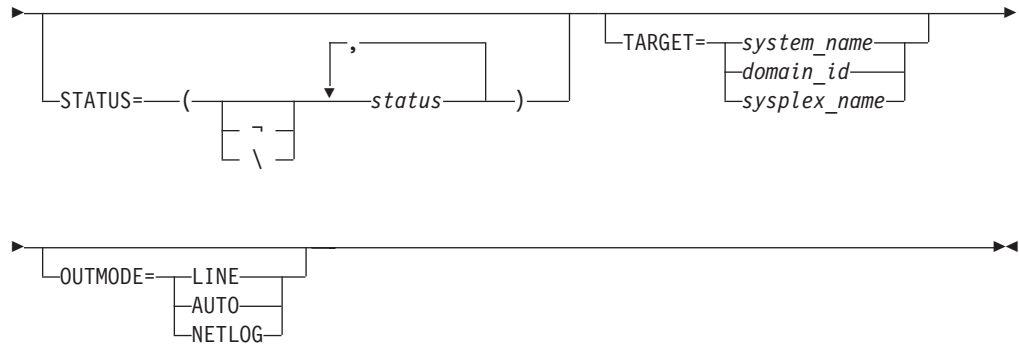 ,
STATUS= ( status )
¬
\
TARGET= system_name
domain_id
sysplex_name
OUTMODE= LINE
AUTO
NETLOG